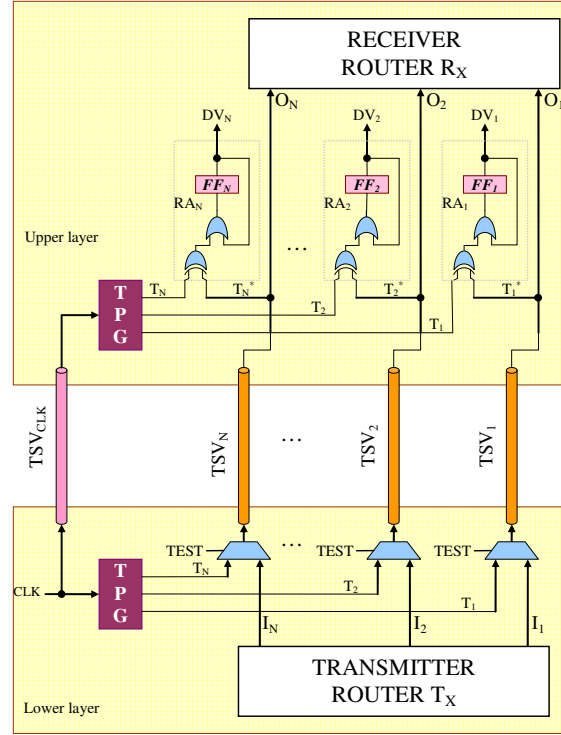 RECEIVER
ROUTER RX
ON O2 O1
DVN DV2 DV1
FFN FF2 FF1
RAN RA2 RA1
Upper layer
...
T
P
G
TN TN* T2* T1*
T2
T1
TSVCLK TSVN ... TSV2 TSV1
TEST ... TEST TEST
T
P
G
TN
CLK T2
T1
IN I2 I1
TRANSMITTER
ROUTER TX
Lower layer